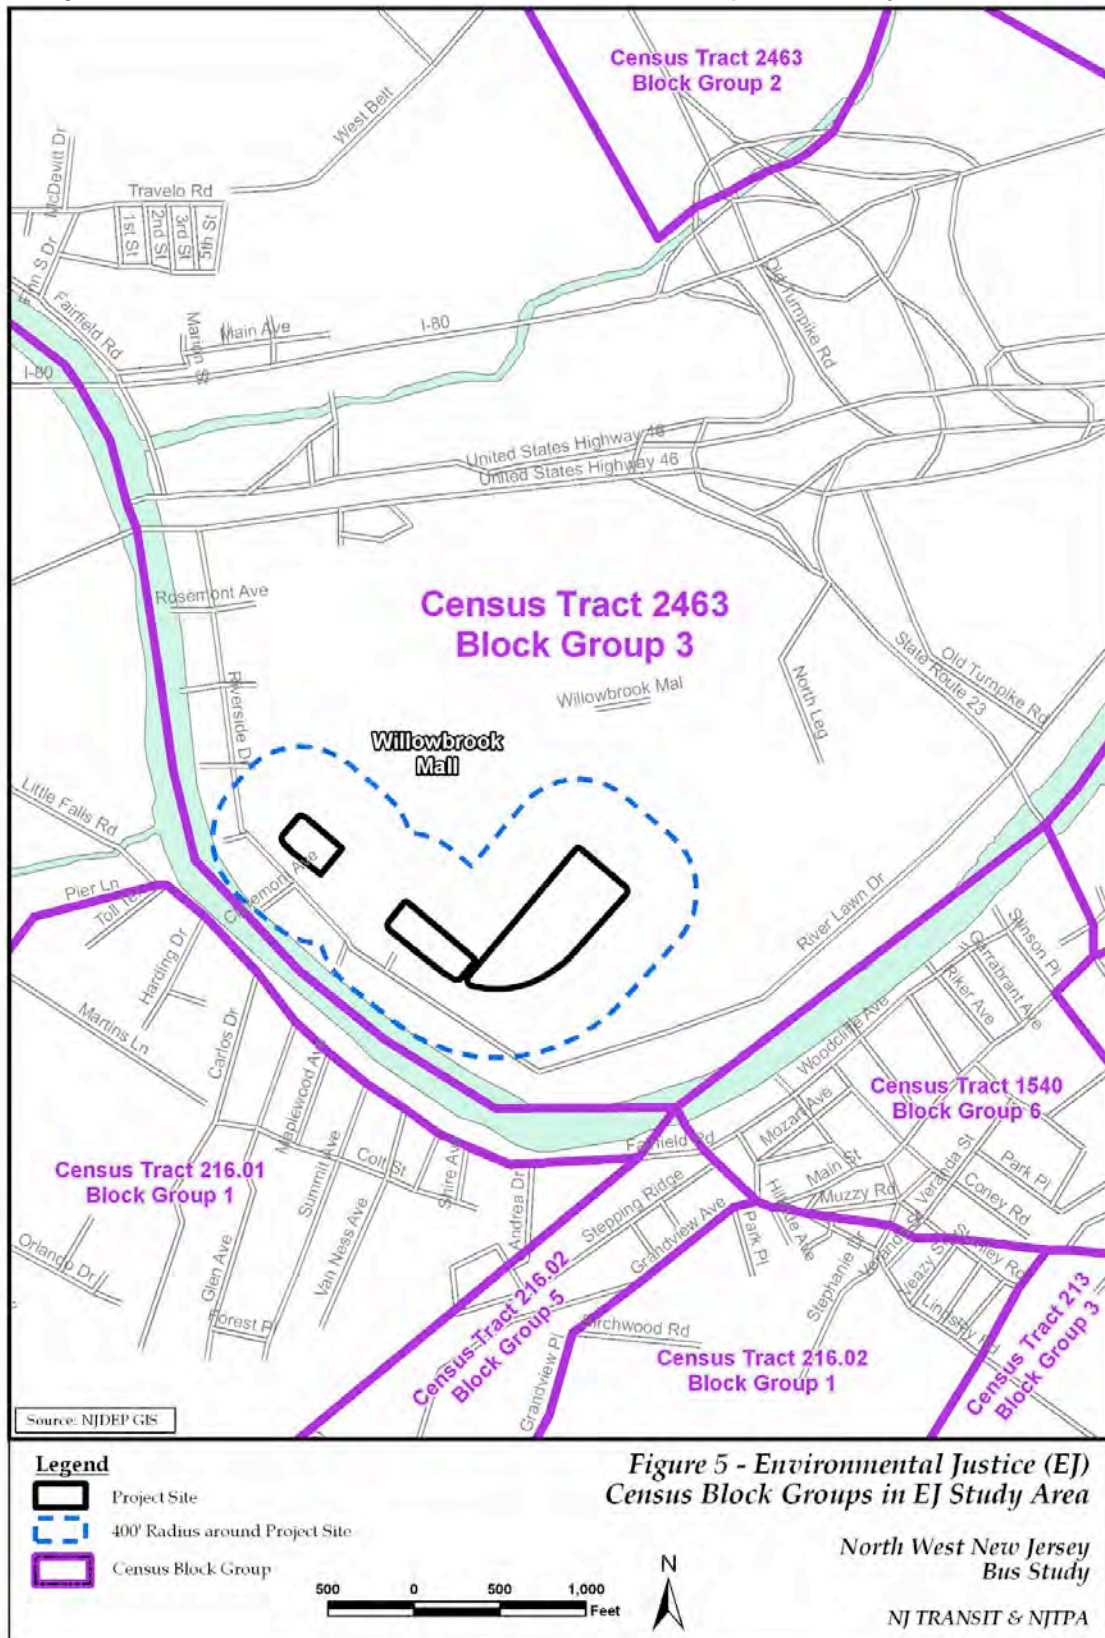 Census Tract 2463
Block Group 2
McDevitt Dr
West Belt
Travelo Rd
1st St
2nd St
3rd St
5th St
Fairfield Rd
Main Ave
I-80
I-80
Old Turnpike Rd
United States Highway 46
United States Highway 46
Rosemont Ave
Census Tract 2463
Block Group 3
Riverside Dr
Willowbrook Mal
North Leg
State Route 23
Old Turnpike Rd
Willowbrook
Mall
Little Falls Rd
Pier Ln
Toll Ter
Claremont Ave
River Lawn Dr
Stinson Pl
Garrabrant Ave
Riker Ave
Harding Dr
Martins Ln
Carlos Dr
Woodcliffe Ave
Maplewood Ave
Mozart Ave
Census Tract 1540
Block Group 6
Fairfield Rd
Census Tract 216.01
Block Group 1
Summit Ave
Colt St
Shire Ave
Andrea Dr
Stepping Ridge
Main St
Muzzy Rd
Veranda St
Park Pl
Coney Rd
Hillside Ave
Grandview Ave
Park Pl
Orlando Dr
Glen Ave
Van Ness Ave
Stephanie Dr
Forest P
Census Tract 216.02
Block Group 5
Birchwood Rd
Grandview Pl
Census Tract 216.02
Block Group 1
Census Tract 213
Block Group 3
Source: NJDEP GIS
Legend
Project Site
400' Radius around Project Site
Census Block Group
500 0 500 1,000
Feet
N
Figure 5 - Environmental Justice (EJ)
Census Block Groups in EJ Study Area
North West New Jersey
Bus Study
NJ TRANSIT & NJTPA